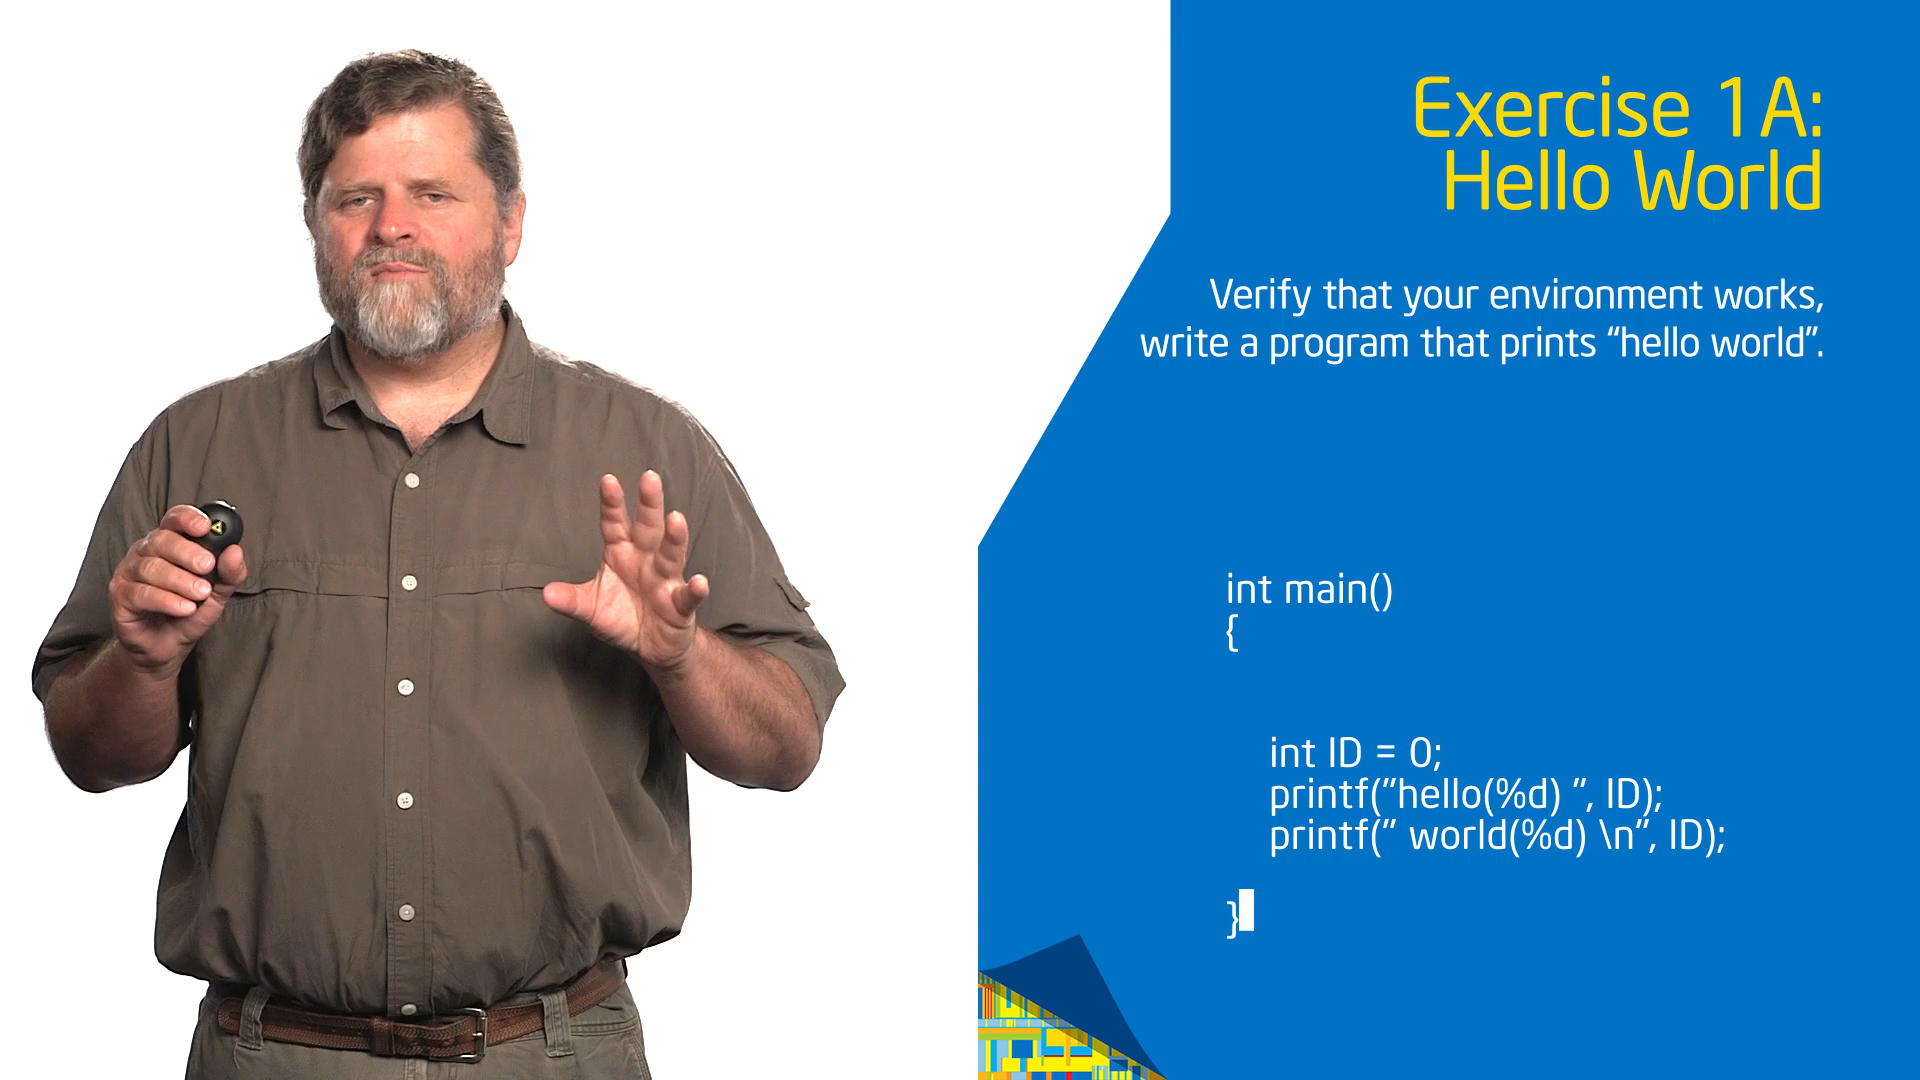 Exercise 1A:
Hello World
Verify that your environment works,
write a program that prints “hello world”.
int main()
{
int ID = 0;
printf(”hello(%d) ”, ID);
printf(” world(%d) \n”, ID);
}